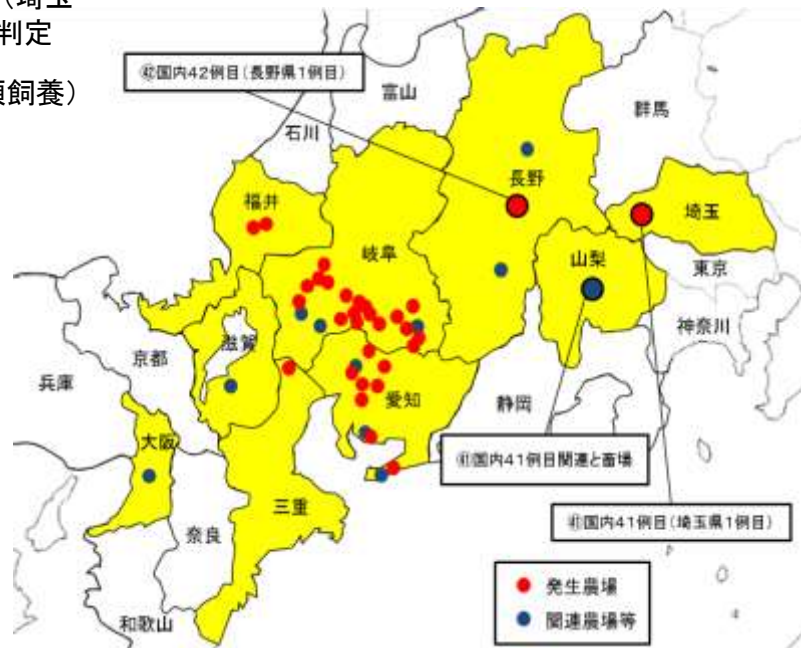 （埼玉
判定
頭飼養）
㊷国内42例目（長野県1例目）
富山
群馬
石川
長野
福井
埼玉
岐阜
山梨
東京
神奈川
滋賀
京都
兵庫
愛知
静岡
大阪
㊶国内41例目関連と畜場
三重
奈良
㊶国内41例目（埼玉県1例目）
和歌山
発生農場
関連農場等